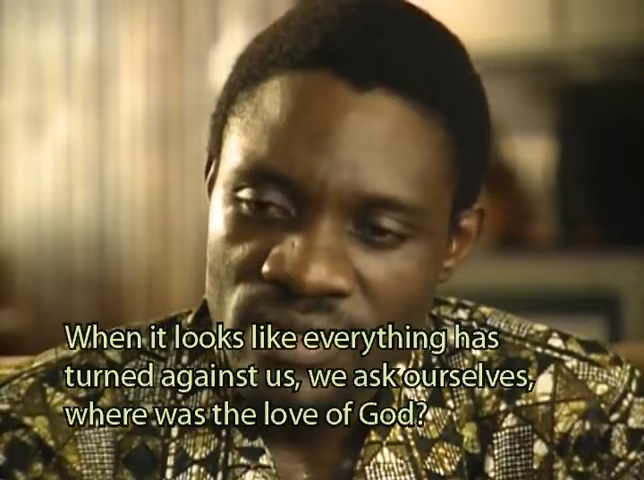 When it looks like everything has
turned against us, we ask ourselves,
where was the love of God?